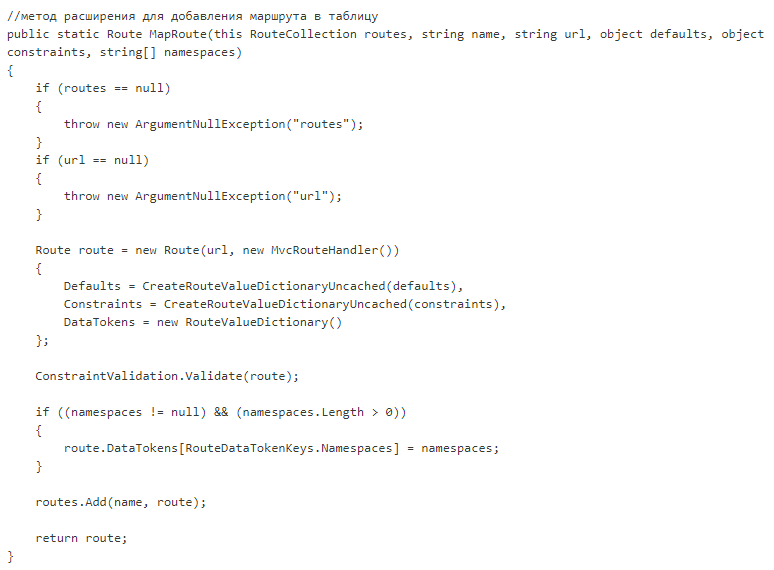 //метод расширения для добавления маршрута в таблицу
public static Route MapRoute(this RouteCollection routes, string name, string url, object defaults, object
constraints, string[] namespaces)
{
    if (routes == null)
    {
        throw new ArgumentNullException("routes");
    }
    if (url == null)
    {
        throw new ArgumentNullException("url");
    }

    Route route = new Route(url, new MvcRouteHandler())
    {
        Defaults = CreateRouteValueDictionaryUncached(defaults),
        Constraints = CreateRouteValueDictionaryUncached(constraints),
        DataTokens = new RouteValueDictionary()
    };

    ConstraintValidation.Validate(route);

    if ((namespaces != null) && (namespaces.Length > 0))
    {
        route.DataTokens[RouteDataTokenKeys.Namespaces] = namespaces;
    }

    routes.Add(name, route);

    return route;
}